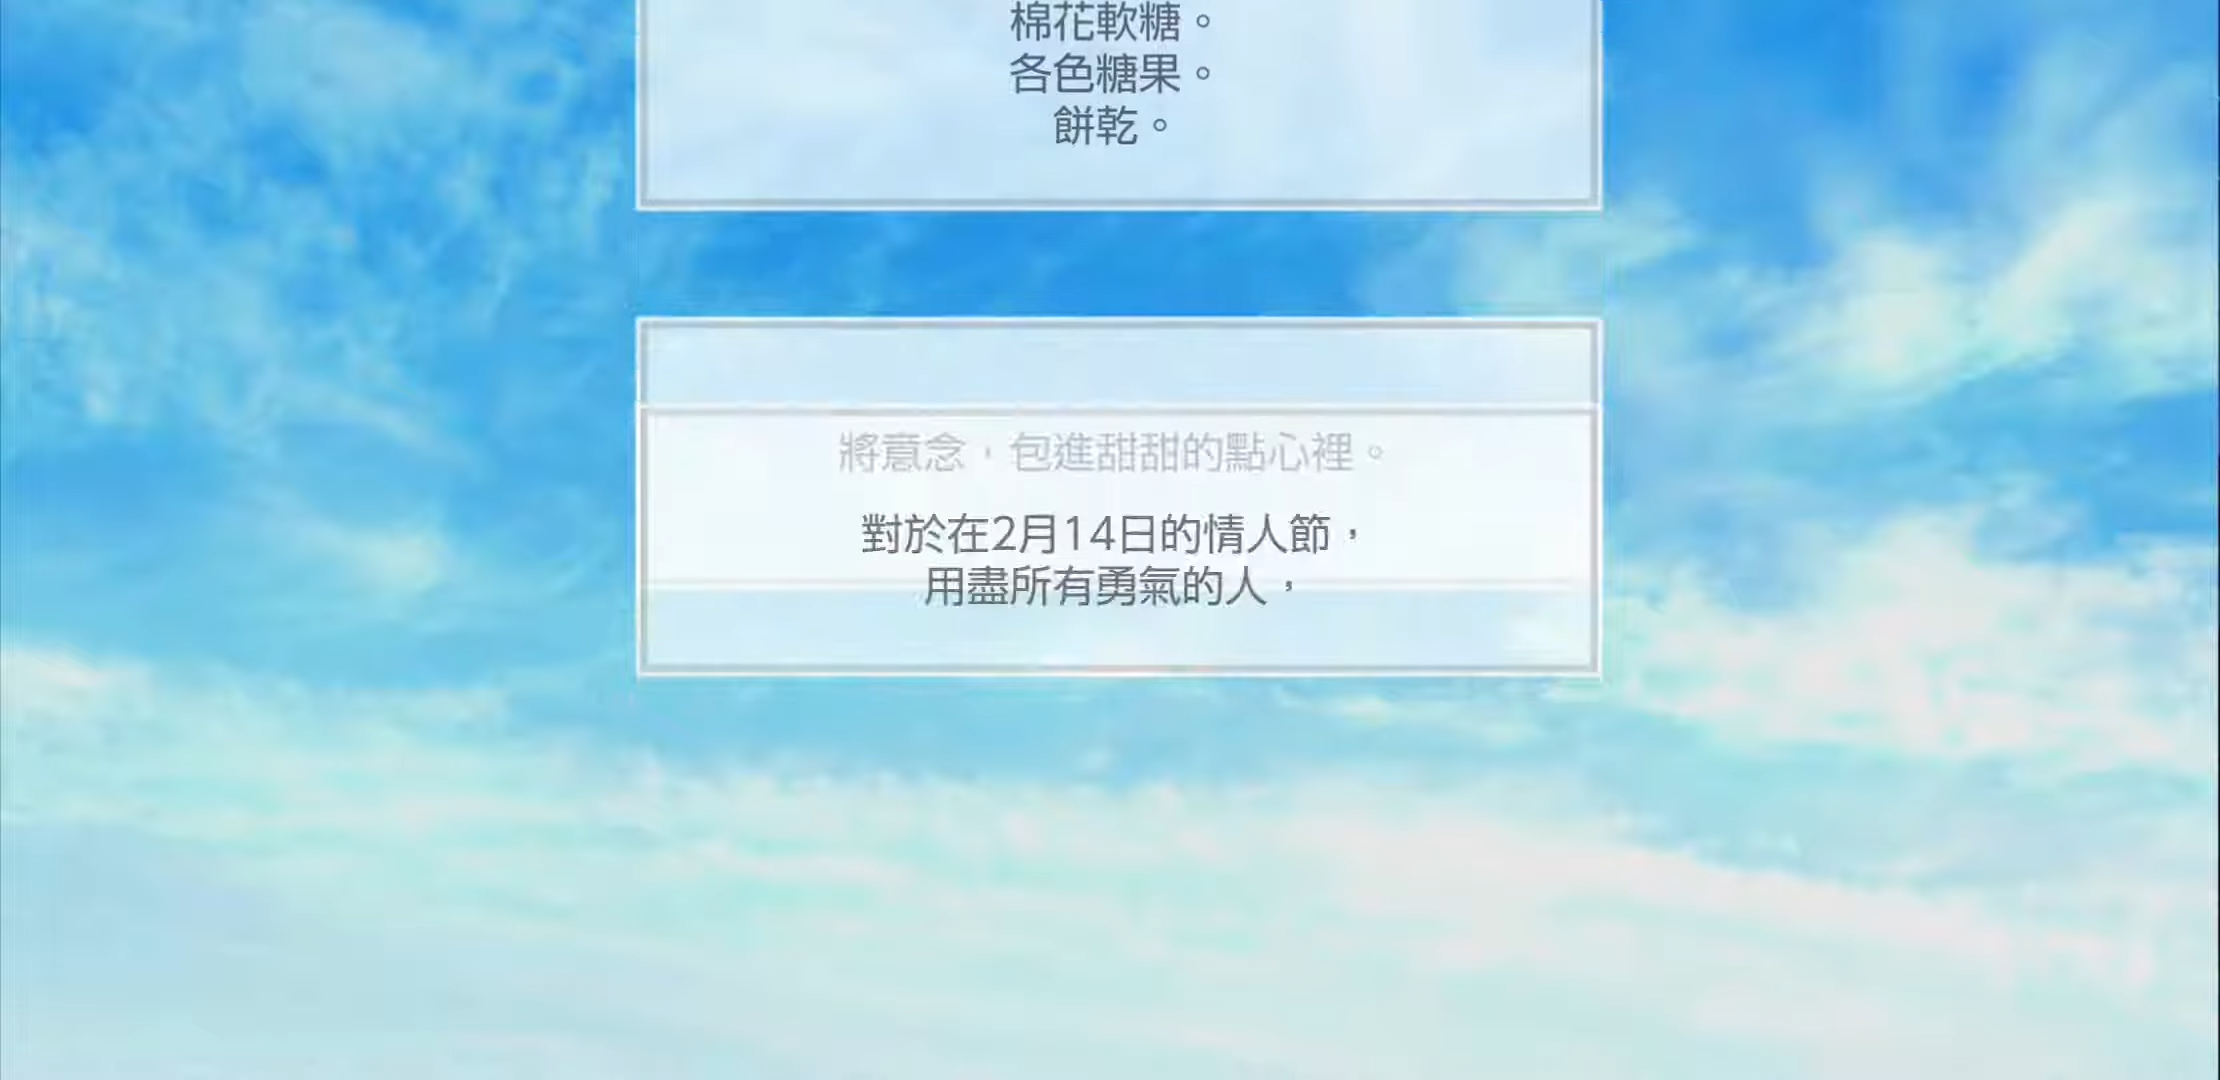 棉花軟糖。
各色糖果。
餅乾。
將意念，包進甜甜的點心裡。
對於在2月14日的情人節，
用盡所有勇氣的人，